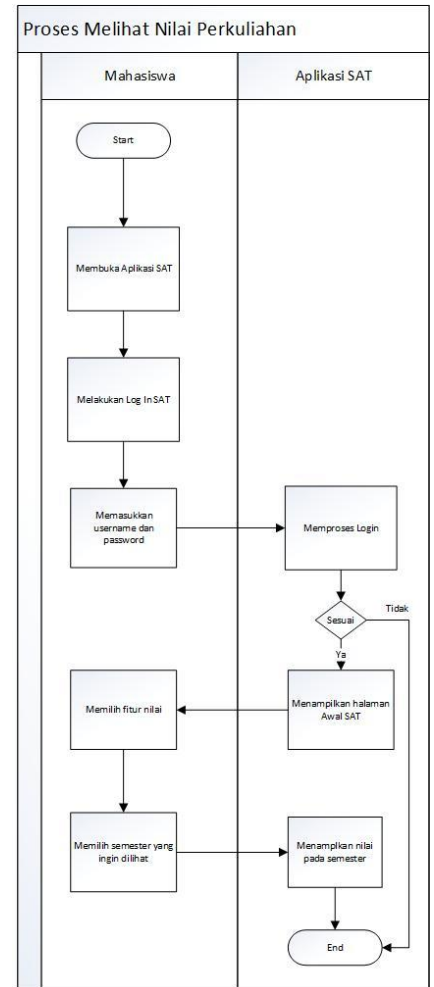 Proses Melihat Nilai Perkuliahan
Mahasiswa
Aplikasi SAT
Start
Membuka Aplikasi SAT
Melakukan Log In SAT
Memasukkan
username dan
password
Memproses Login
Sesuai
Tidak
Ya
Menampilkan halaman
Awal SAT
Memilih fitur nilai
Memilih semester yang
ingin dilihat
Menamplkan nilai
pada semester
End